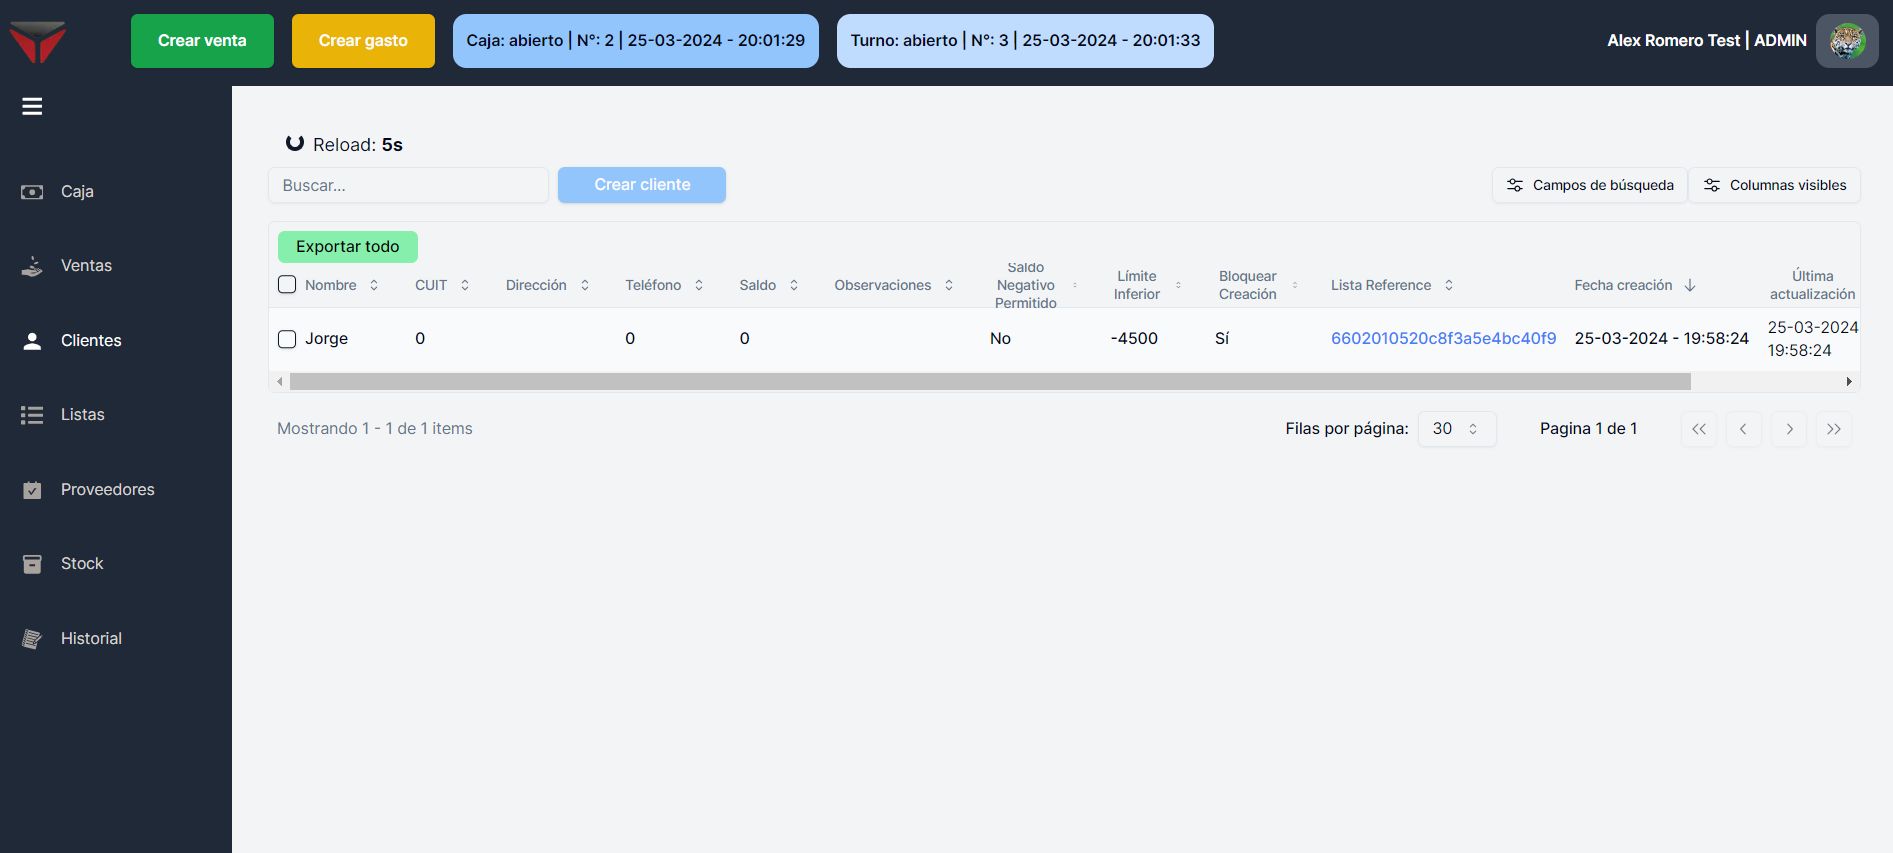 Crear venta
Crear gasto
Caja: abierto | N°: 2 | 25-03-2024 - 20:01:29
Turno: abierto | N°: 3 | 25-03-2024 - 20:01:33
Alex Romero Test | ADMIN
Caja
Ventas
Clientes
Listas
Proveedores
Stock
Historial
Reload: 5s
Buscar...
Crear cliente
Campos de búsqueda
Columnas visibles
Exportar todo
Nombre
CUIT
Dirección
Teléfono
Saldo
Observaciones
Saldo
Negativo
Permitido
Límite
Inferior
Bloquear
Creación
Lista Reference
Fecha creación
Última
actualización
Jorge
0
0
0
No
-4500
Sí
6602010520c8f3a5e4bc40f9
25-03-2024 - 19:58:24
25-03-2024
19:58:24
Mostrando 1 - 1 de 1 items
Filas por página:
30
Pagina 1 de 1